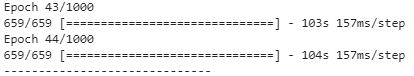 Epoch 43/1000
659/659 [==============================] - 103s 157ms/step
Epoch 44/1000
659/659 [==============================] - 104s 157ms/step
------------------------------